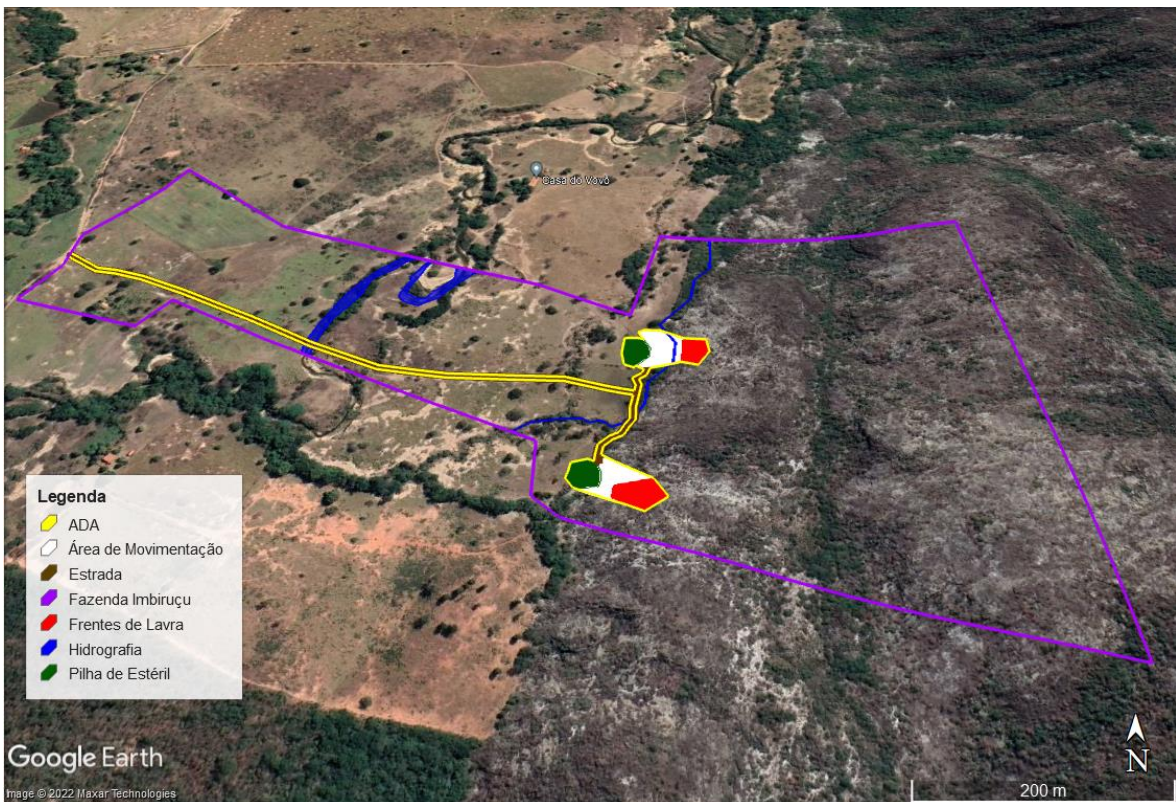 Casa do Vovô
Legenda
ADA
Área de Movimentação
Estrada
Fazenda Imbiruçu
Frentes de Lavra
Hidrografia
Pilha de Estéril
Google Earth
Image © 2022 Maxar Technologies
N
200 m